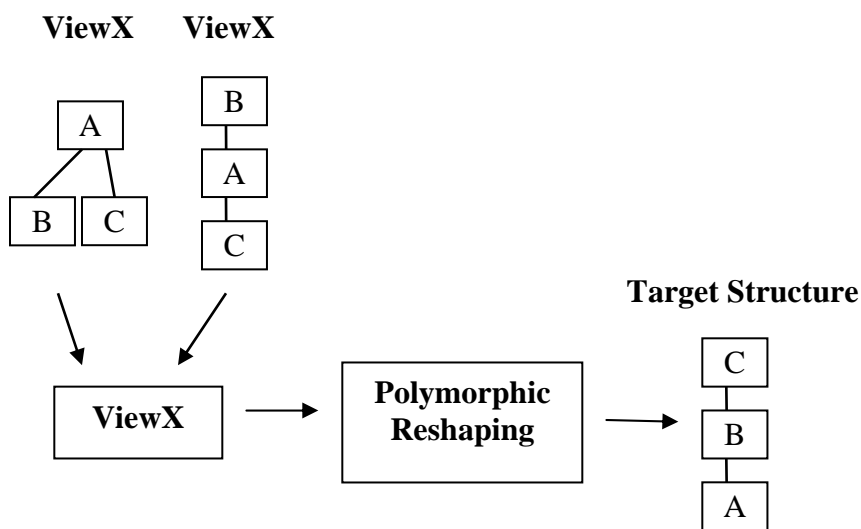 ViewX ViewX
A
B C
B
A
C
ViewX
Polymorphic
Reshaping
Target Structure
C
B
A